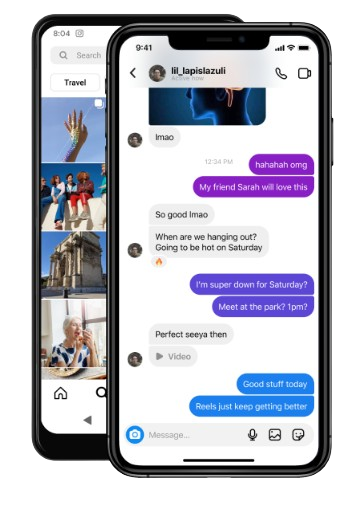 8:04
Search
Travel
9:41
lil_lapislazuli
Active now
lmao
12:34 PM
hahahah omg
My friend Sarah will love this
So good lmao
When are we hanging out?
Going to be hot on Saturday
🔥
I'm super down for Saturday?
Meet at the park? 1pm?
Perfect seeya then
Video
Good stuff today
Reels just keep getting better
Message...